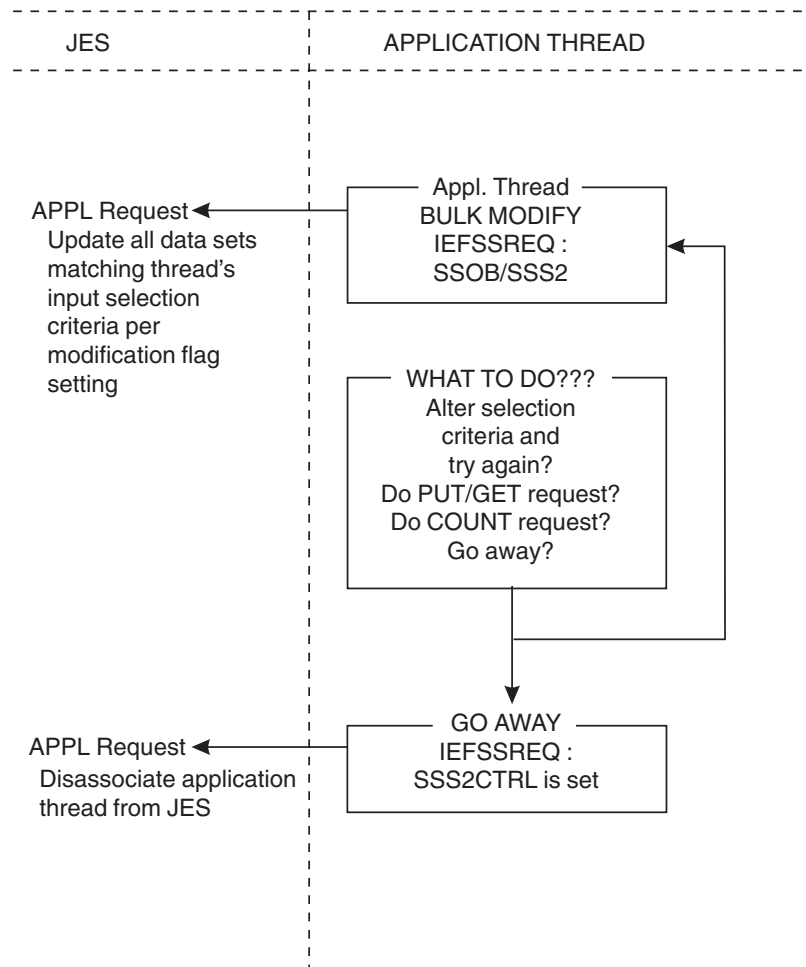 JES
APPLICATION THREAD
APPL Request
Update all data sets
matching thread's
input selection
criteria per
modification flag
setting
Appl. Thread
BULK MODIFY
IEFSSREQ :
SSOB/SSS2
WHAT TO DO???
Alter selection
criteria and
try again?
Do PUT/GET request?
Do COUNT request?
Go away?
APPL Request
Disassociate application
thread from JES
GO AWAY
IEFSSREQ :
SSS2CTRL is set